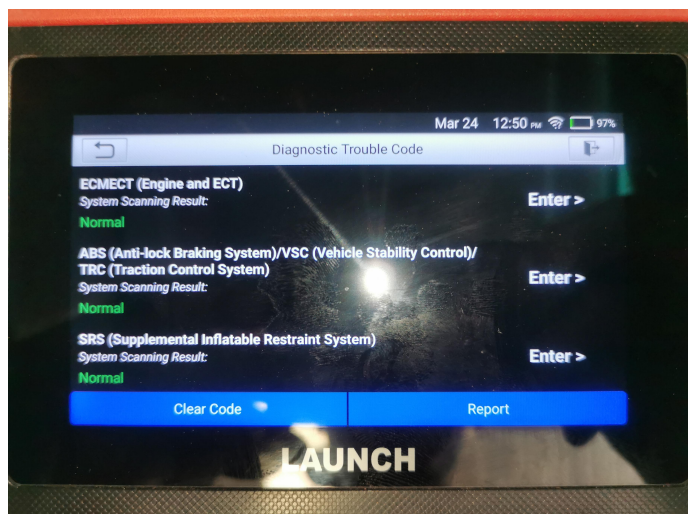 Mar 24 12:50 PM 97%
Diagnostic Trouble Code
ECMECT (Engine and ECT)
System Scanning Result:
Enter >
Normal
ABS (Anti-lock Braking System)/VSC (Vehicle Stability Control)/
TRC (Traction Control System)
System Scanning Result:
Enter >
Normal
SRS (Supplemental Inflatable Restraint System)
System Scanning Result:
Enter >
Normal
Clear Code Report
LAUNCH